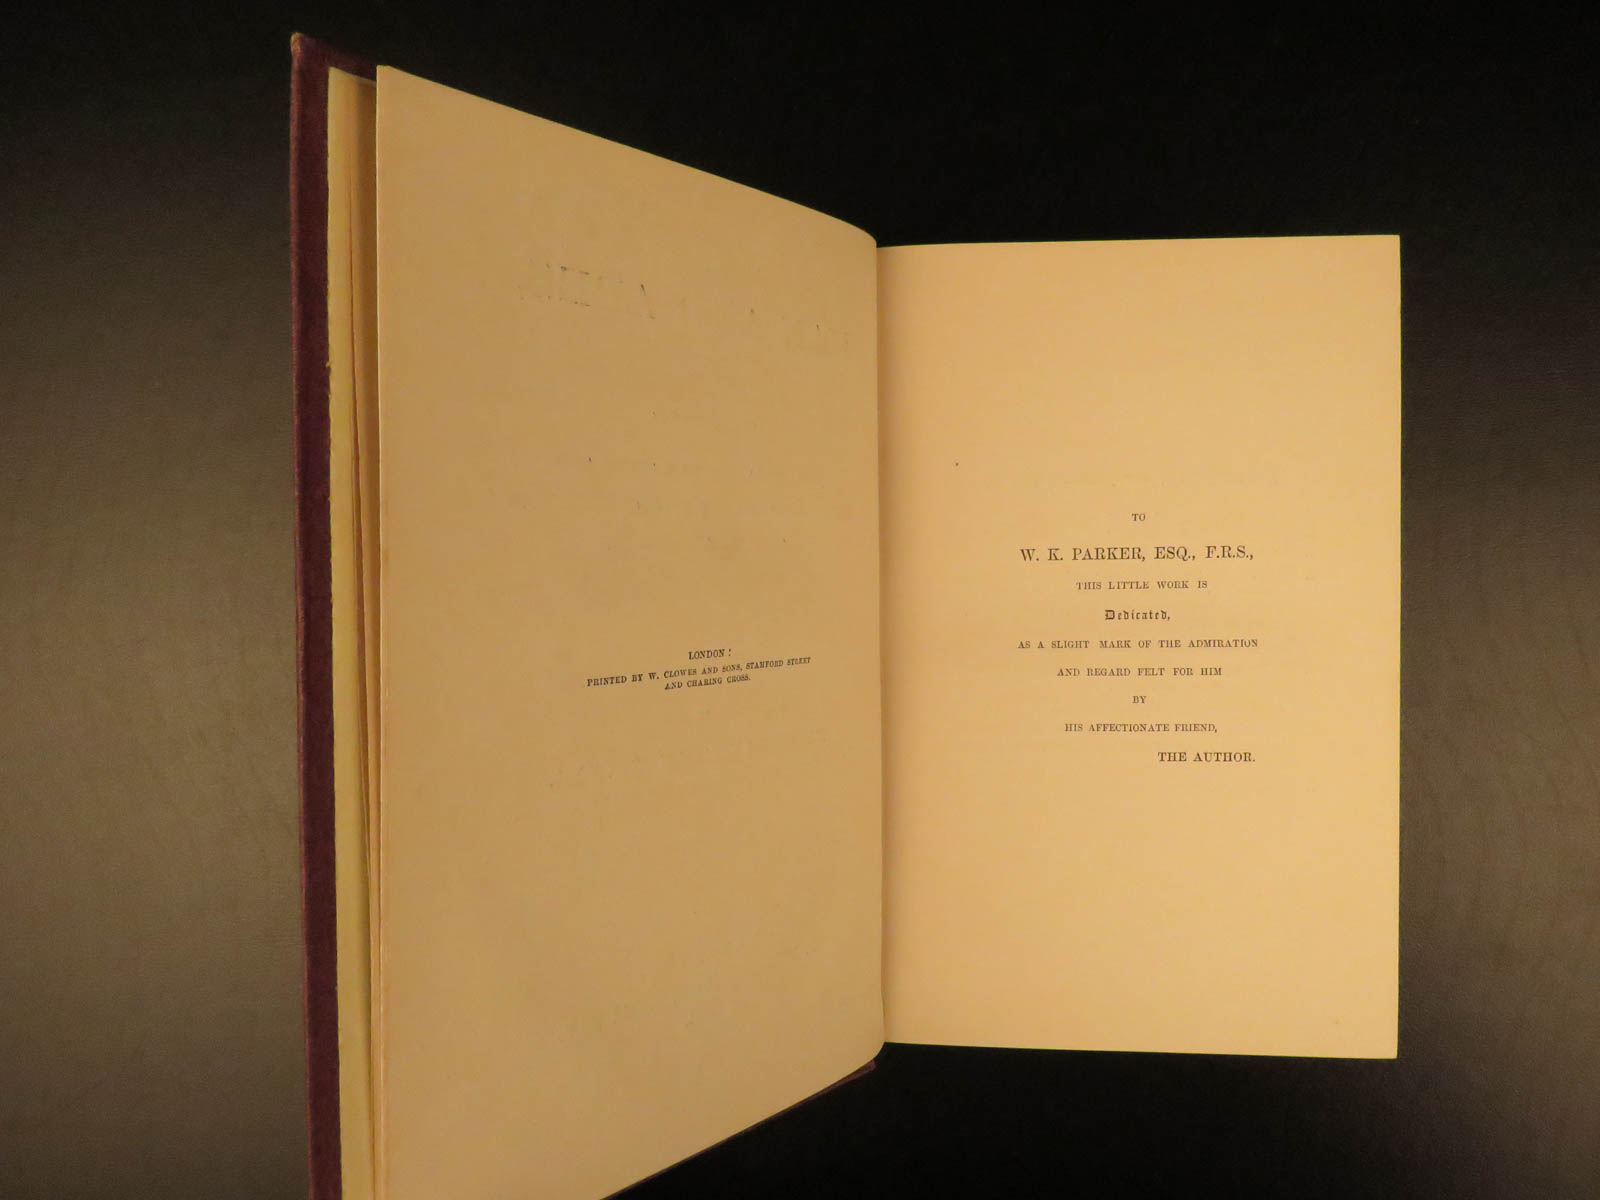 LONDON:
PRINTED BY W. CLOWES AND SONS, STAMFORD STREET
AND CHARING CROSS.
TO
W. K. PARKER, ESQ., F.R.S.,
THIS LITTLE WORK IS
Dedicated,
AS A SLIGHT MARK OF THE ADMIRATION
AND REGARD FELT FOR HIM
BY
HIS AFFECTIONATE FRIEND,
THE AUTHOR.